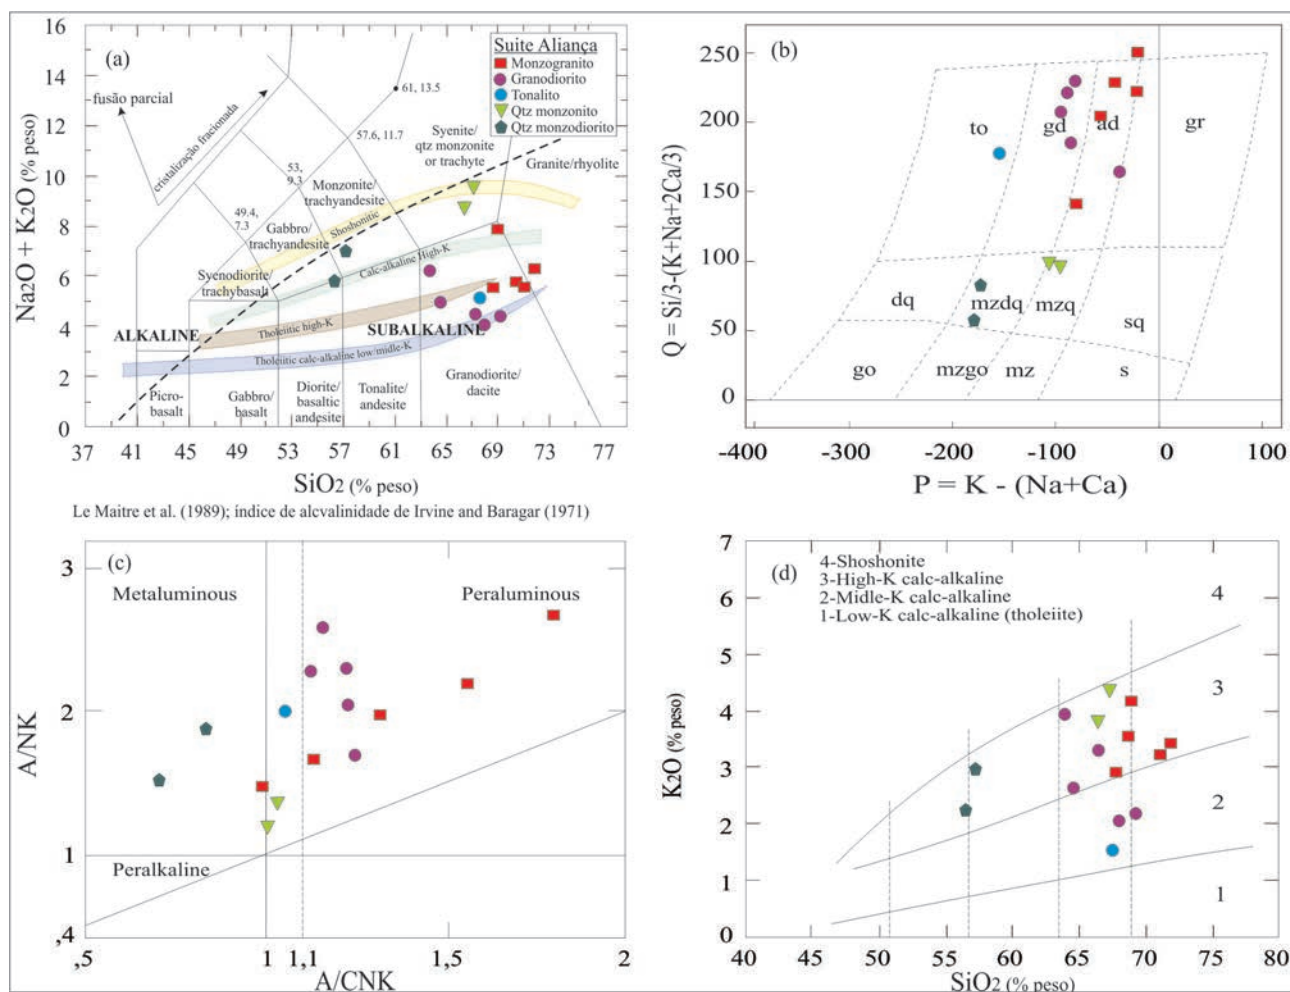 (a)
Na2O + K2O (% peso)
16
14
12
10
8
6
4
2
0
37
41
45
49
53
57
61
65
69
73
77
SiO2 (% peso)
fusão parcial
cristalização fracionada
61, 13.5
57.6, 11.7
53,
9.3
49.4,
7.3
Suite Aliança
Monzogranito
Granodiorito
Tonalito
Qtz monzonito
Qtz monzodiorito
Syenite/
qtz monzonite
or trachyte
Granite/rhyolite
Monzonite/
trachyandesite
Shoshonitic
Gabbro/
trachyandesite
Calc-alkaline High-K
Syenodiorite/
trachybasalt
Tholeiitic high-K
ALKALINE
SUBALKALINE
Tholeiitic calc-alkaline low/midle-K
Picro-
basalt
Gabbro/
basalt
Diorite/
basaltic
andesite
Tonalite/
andesite
Granodiorite/
dacite
Le Maitre et al. (1989); índice de alcvalinidade de Irvine and Baragar (1971)
(b)
Q = Si/3-(K+Na+2Ca/3)
250
200
150
100
50
0
to
gd
ad
gr
dq
mzdq
mzq
sq
go
mzgo
mz
s
-400
-300
-200
-100
0
100
P = K - (Na+Ca)
(c)
A/NK
3
2
1
,4
Metaluminous
Peraluminous
Peralkaline
,5
1
1,1
1,5
2
A/CNK
(d)
K2O (% peso)
7
6
5
4
3
2
1
0
4-Shoshonite
3-High-K calc-alkaline
2-Midle-K calc-alkaline
1-Low-K calc-alkaline (tholeiite)
4
3
2
1
40
45
50
55
60
65
70
75
80
SiO2 (% peso)